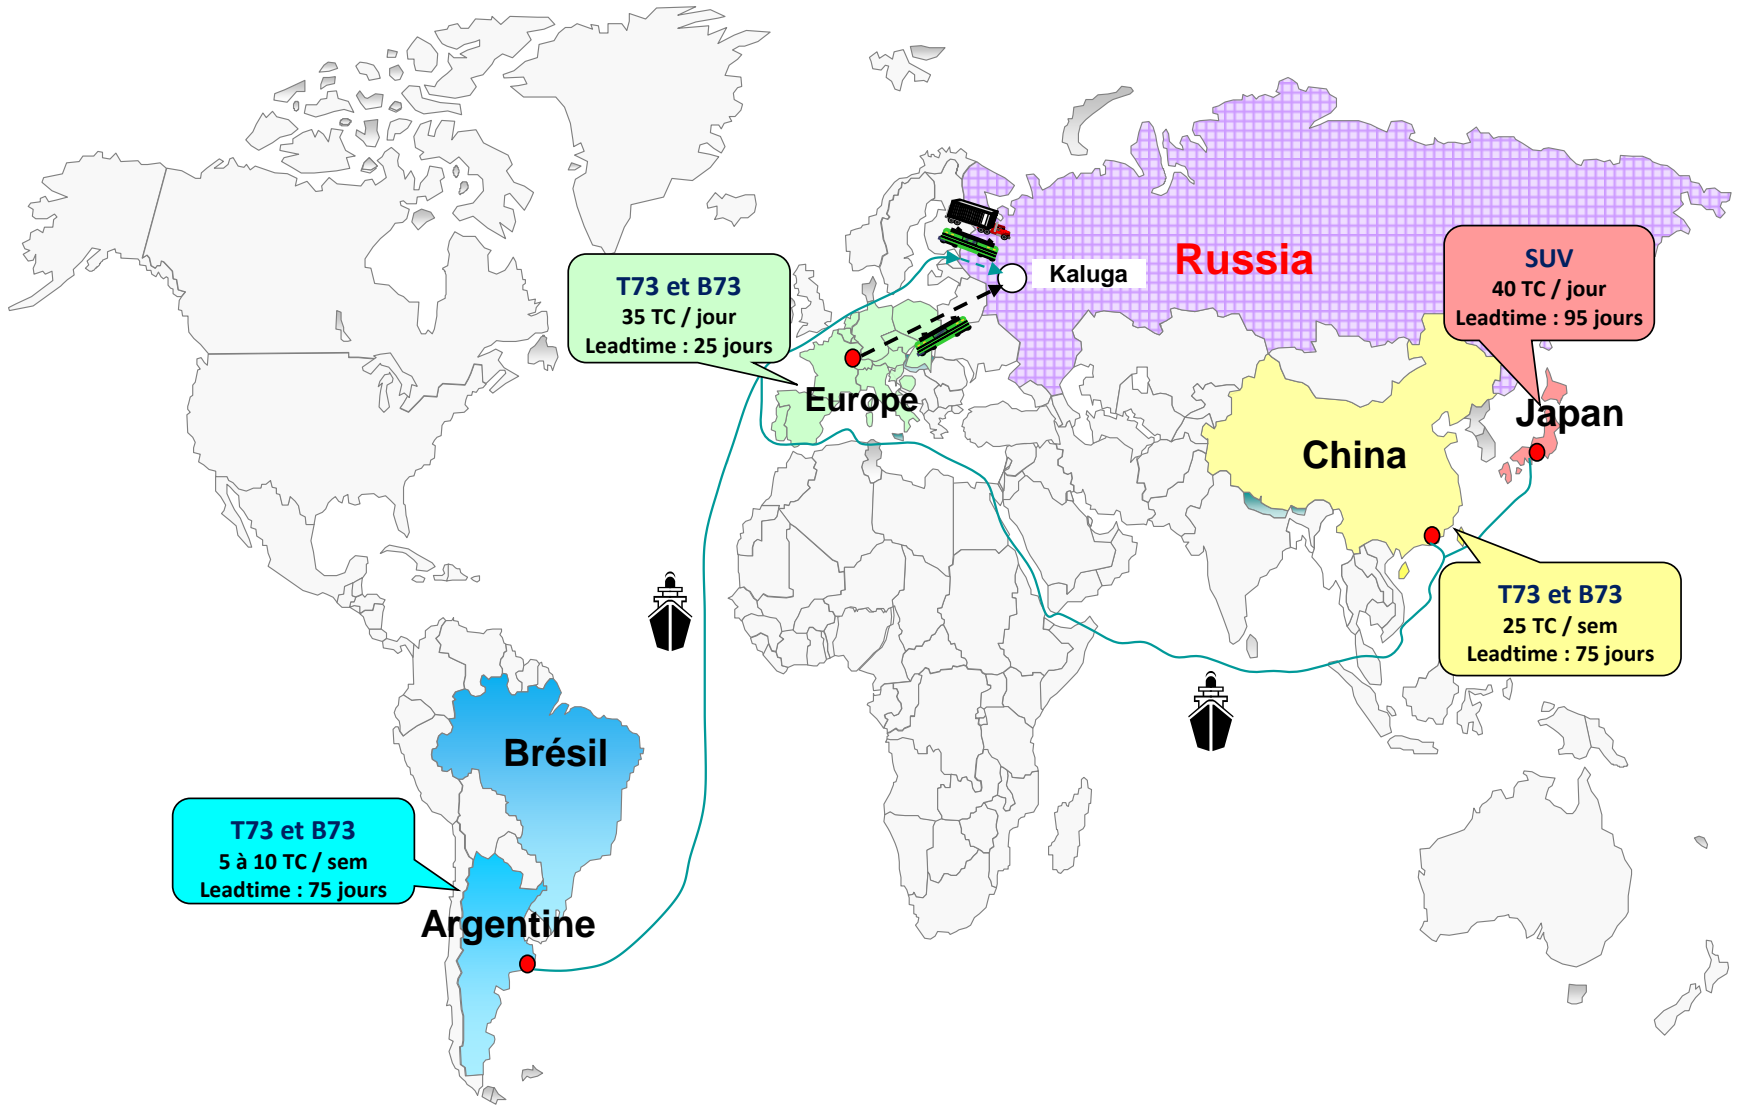 Russia
Kaluga
SUV
40 TC / jour
Leadtime : 95 jours
T73 et B73
35 TC / jour
Leadtime : 25 jours
Europe
Japan
China
T73 et B73
25 TC / sem
Leadtime : 75 jours
Brésil
T73 et B73
5 à 10 TC / sem
Leadtime : 75 jours
Argentine